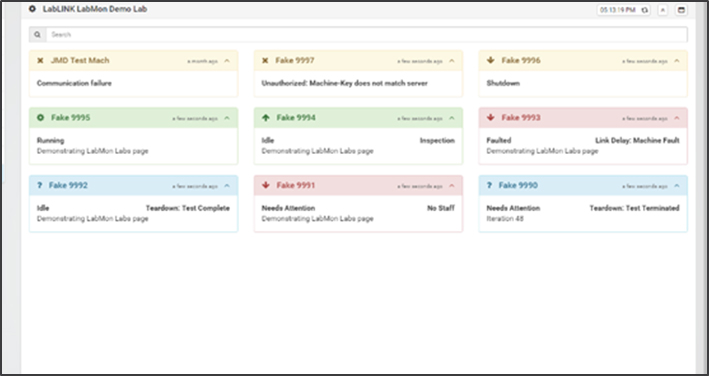 LabLINK LabMon Demo Lab
05:13:19 PM
Search
JMD Test Mach a month ago
Communication failure
Fake 9997 a few seconds ago
Unauthorized: Machine-Key does not match server
Fake 9996 a few seconds ago
Shutdown
Fake 9995 a few seconds ago
Running
Demonstrating LabMon Labs page
Fake 9994 a few seconds ago
Idle Inspection
Demonstrating LabMon Labs page
Fake 9993 a few seconds ago
Faulted Link Delay: Machine Fault
Demonstrating LabMon Labs page
? Fake 9992 a few seconds ago
Idle Teardown: Test Complete
Demonstrating LabMon Labs page
Fake 9991 a few seconds ago
Needs Attention No Staff
Demonstrating LabMon Labs page
? Fake 9990 a few seconds ago
Needs Attention Teardown: Test Terminated
Iteration 48